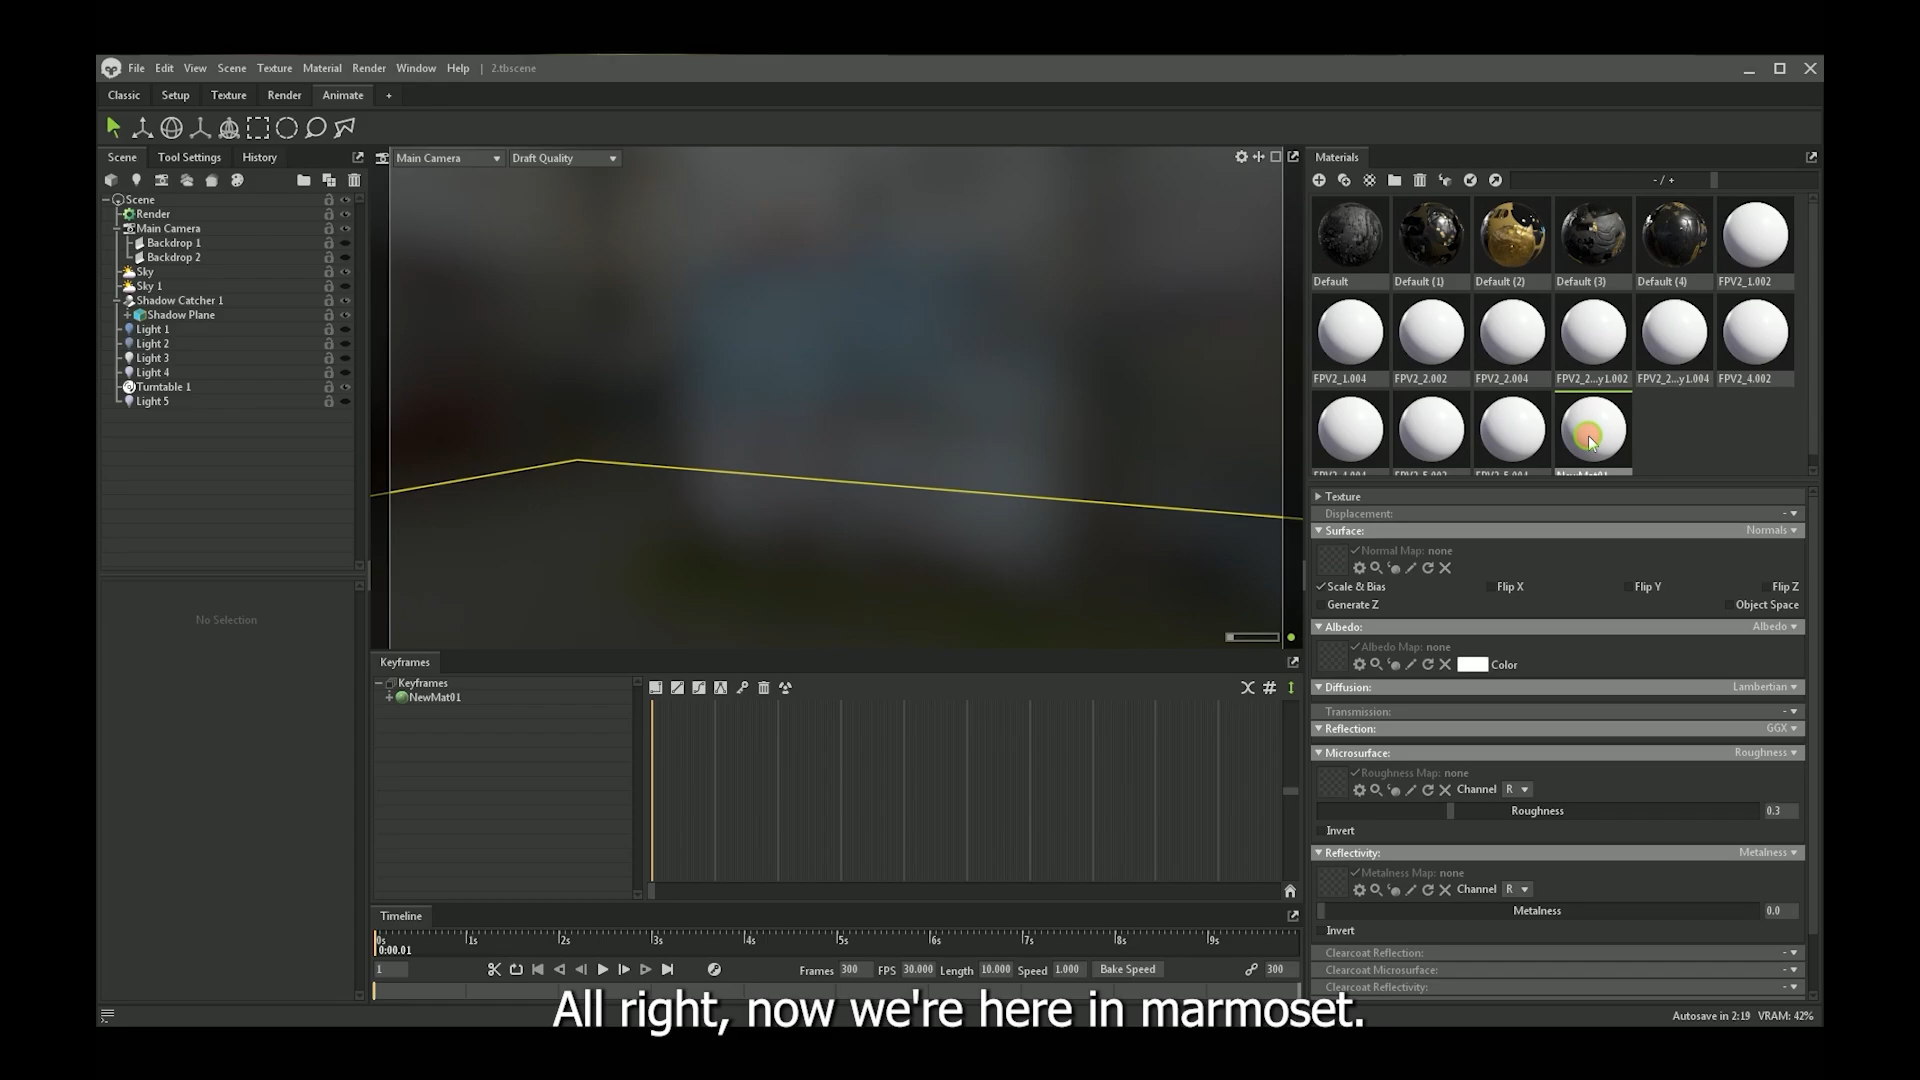 File Edit View Scene Texture Material Render Window Help | 2.tbscene
Classic Setup Texture Render Animate +
Scene Tool Settings History
Main Camera Draft Quality
Materials
- / +
Scene
Render
Main Camera
Backdrop 1
Backdrop 2
Sky
Sky 1
Shadow Catcher 1
Shadow Plane
Light 1
Light 2
Light 3
Light 4
Turntable 1
Light 5
No Selection
Default Default (1) Default (2) Default (3) Default (4) FPV2_1.002
FPV2_1.004 FPV2_2.002 FPV2_2.004 FPV2_2...y1.002 FPV2_2...y1.004 FPV2_4.002
FPV2_4.004 FPV2_5.002 FPV2_5.004 NewMat01
Texture
Displacement: -
Surface: Normals
Normal Map: none
Scale & Bias Flip X Flip Y Flip Z
Generate Z Object Space
Albedo: Albedo
Albedo Map: none
Color
Diffusion: Lambertian
Transmission: -
Reflection: GGX
Microsurface: Roughness
Roughness Map: none
Channel R
Roughness 0.3
Invert
Reflectivity: Metalness
Metalness Map: none
Channel R
Metalness 0.0
Invert
Clearcoat Reflection: -
Clearcoat Microsurface: -
Clearcoat Reflectivity: -
Keyframes
Keyframes
NewMat01
Timeline
0s 1s 2s 3s 4s 5s 6s 7s 8s 9s
0:00.01
1 Frames 300 FPS 30.000 Length 10.000 Speed 1.000 Bake Speed 300
All right, now we're here in marmoset.
Autosave in 2:19 VRAM: 42%